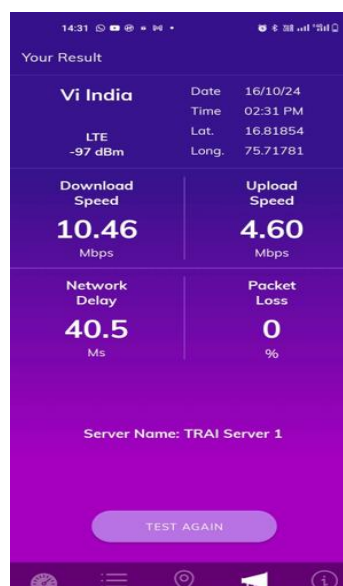 14:31
Your Result
Vi India
LTE
-97 dBm
Date 16/10/24
Time 02:31 PM
Lat. 16.81854
Long. 75.71781
Download
Speed
10.46
Mbps
Upload
Speed
4.60
Mbps
Network
Delay
40.5
Ms
Packet
Loss
0
%
Server Name: TRAI Server 1
TEST AGAIN